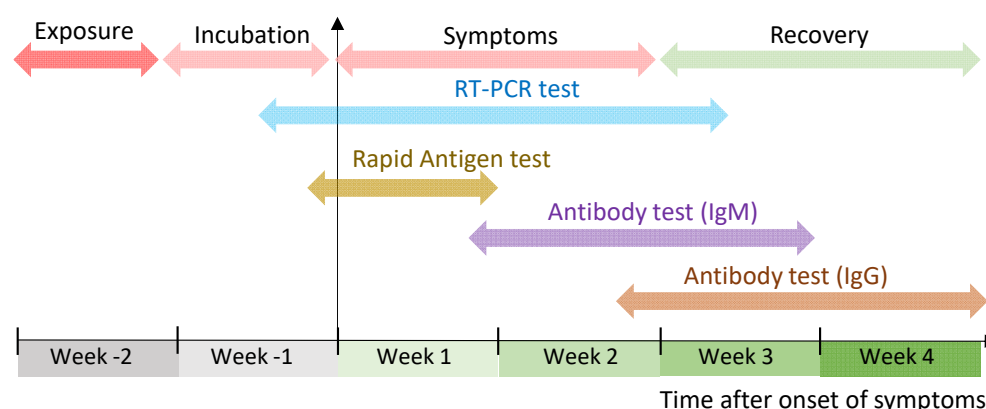 Exposure Incubation Symptoms Recovery
RT-PCR test
Rapid Antigen test
Antibody test (IgM)
Antibody test (IgG)
Week -2 Week -1 Week 1 Week 2 Week 3 Week 4
Time after onset of symptoms